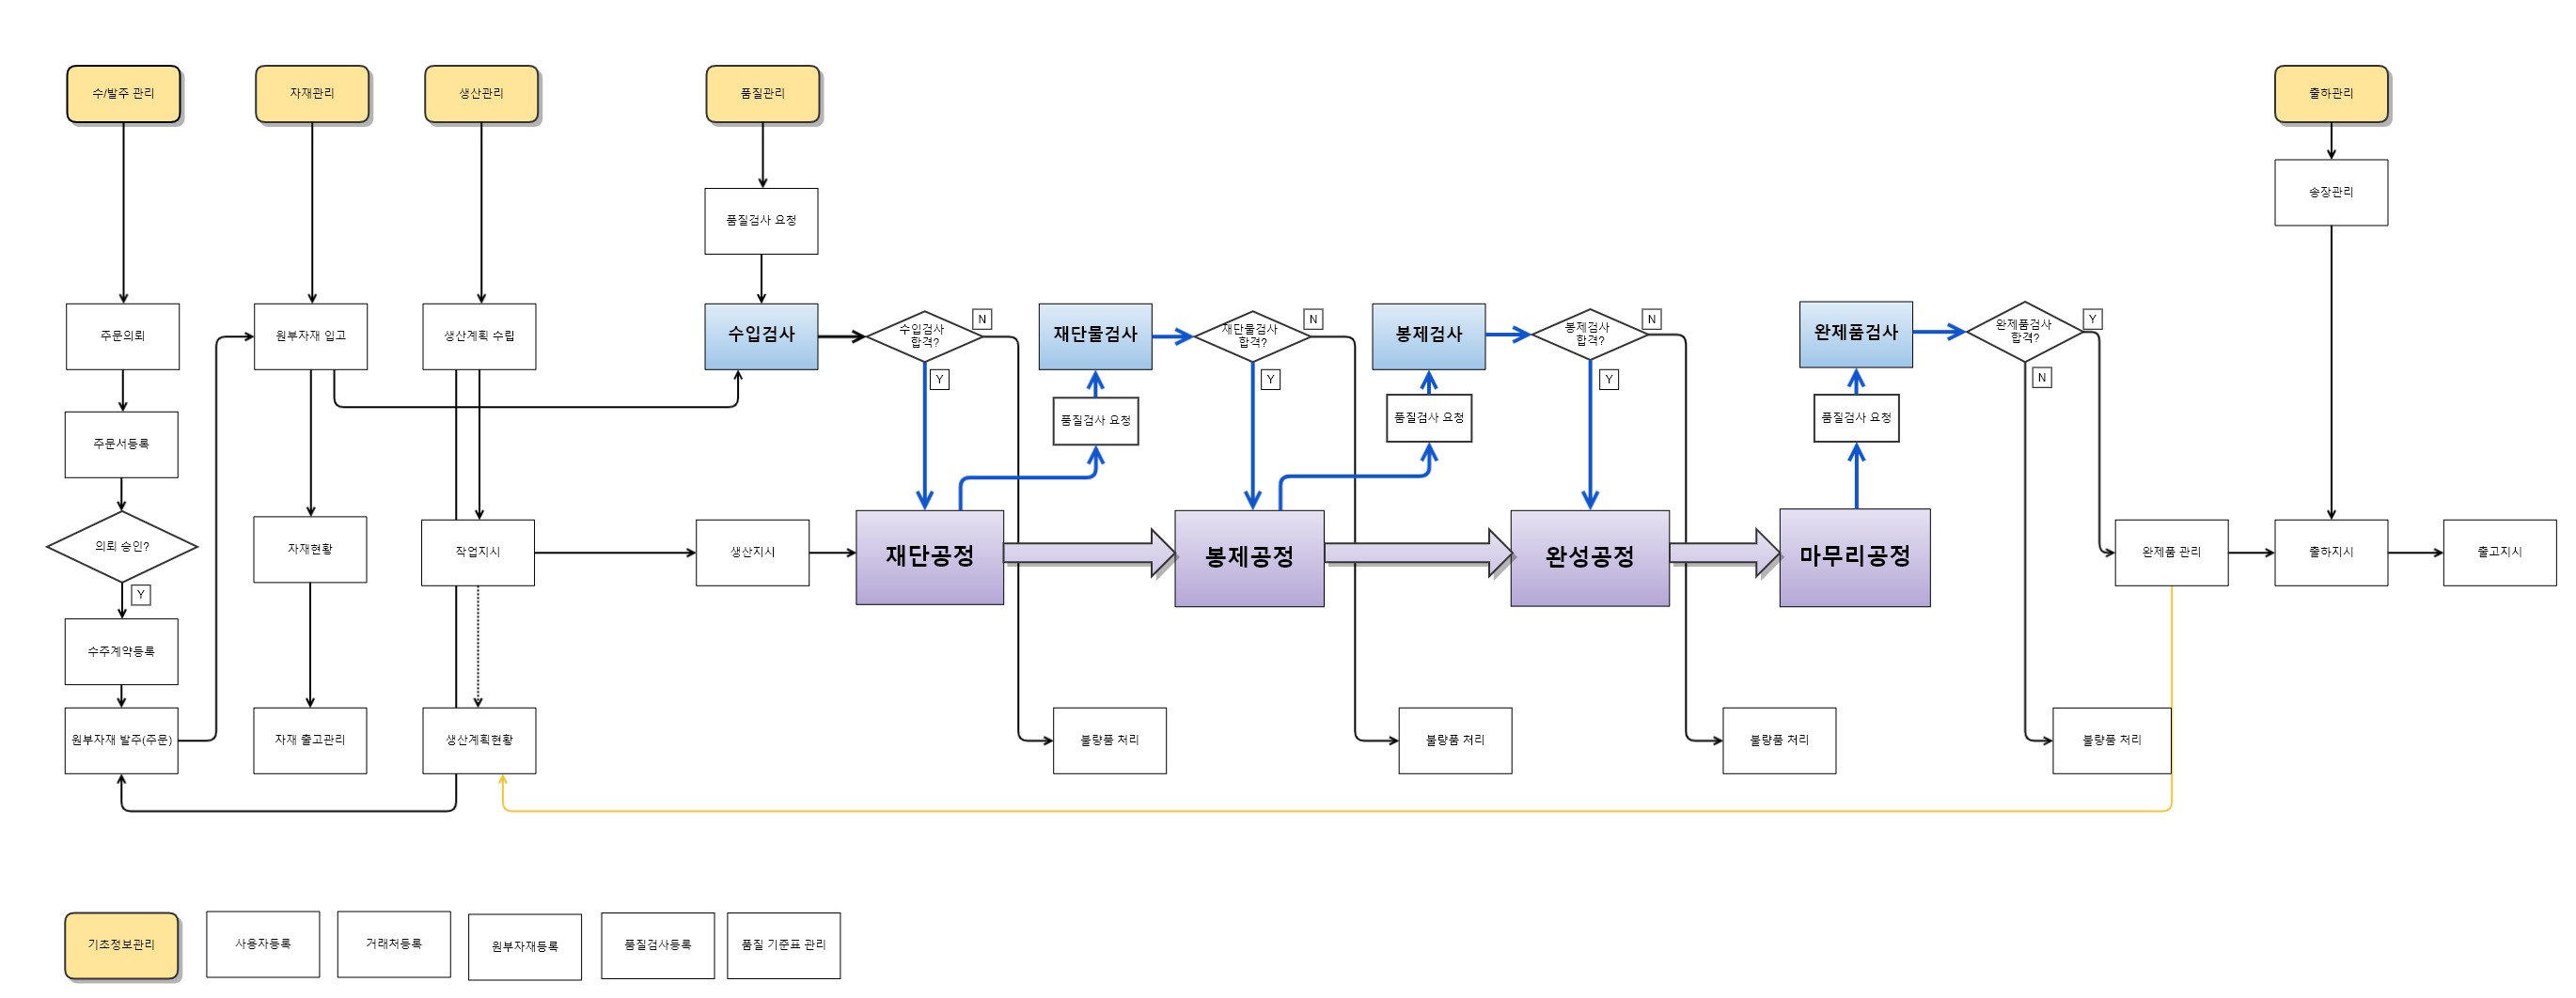 수/발주 관리
자재관리
생산관리
품질관리
출하관리
송장관리
품질검사 요청
주문의뢰
원부자재 입고
생산계획 수립
수입검사
수입검사
합격?
N
Y
재단물검사
재단물검사
합격?
N
Y
봉제검사
봉제검사
합격?
N
Y
완제품검사
완제품검사
합격?
Y
N
품질검사 요청
품질검사 요청
품질검사 요청
주문서등록
의뢰 승인?
Y
자재현황
작업지시
생산지시
재단공정
봉제공정
완성공정
마무리공정
완제품 관리
출하지시
출고지시
수주계약등록
원부자재 발주(주문)
자재 출고관리
생산계획현황
불량품 처리
불량품 처리
불량품 처리
불량품 처리
기초정보관리
사용자등록
거래처등록
원부자재등록
품질검사등록
품질 기준표 관리